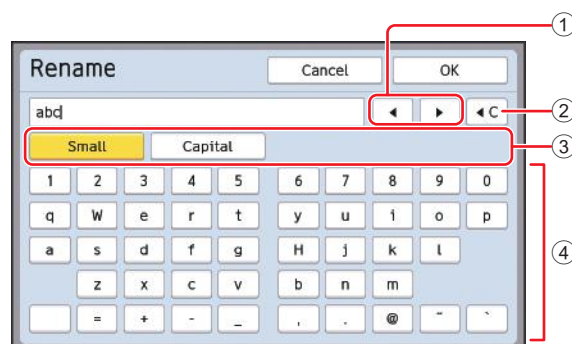 ①
Rename Cancel OK
abc ◀ ▶ ◀C ②
Small Capital ③
1 2 3 4 5 6 7 8 9 0
q W e r t y u i o p
a s d f g H j k l ④
z x c v b n m
= + - _ , . @ ~ `